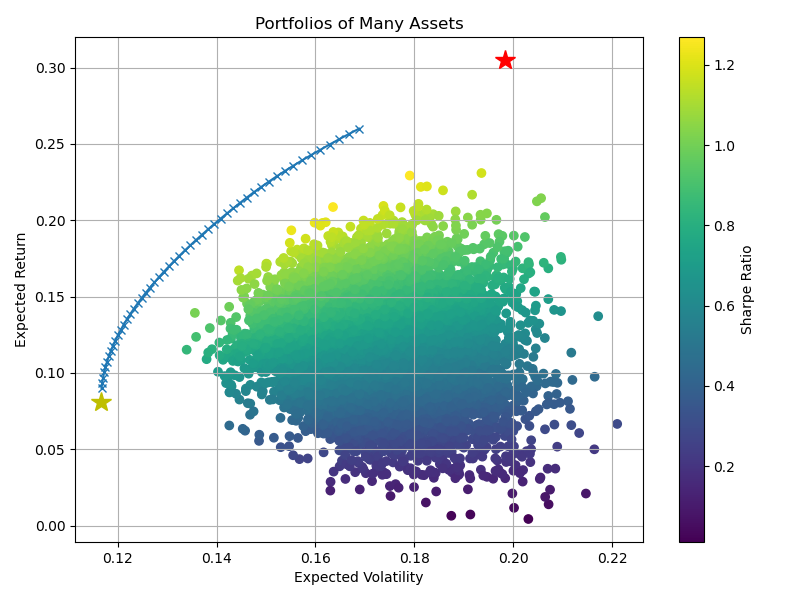 Portfolios of Many Assets
Expected Return
0.30
0.25
0.20
0.15
0.10
0.05
0.00
0.12 0.14 0.16 0.18 0.20 0.22
Expected Volatility
1.2
1.0
0.8
0.6
0.4
0.2
Sharpe Ratio